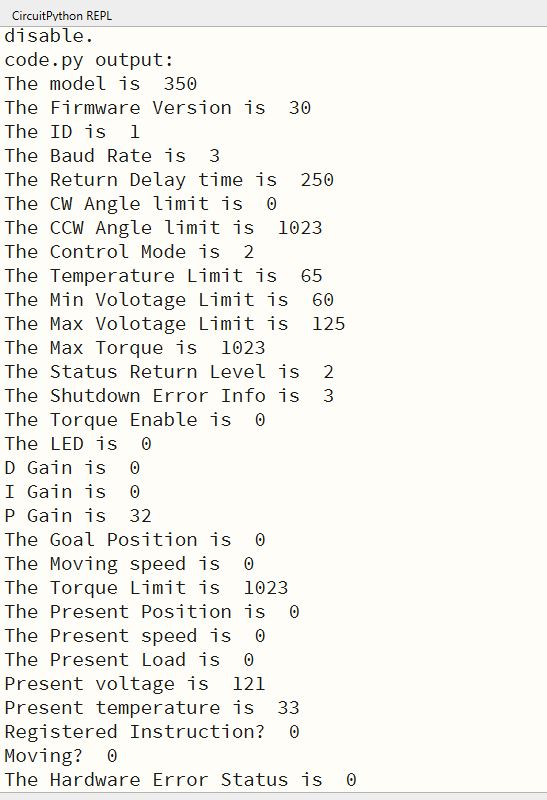 CircuitPython REPL
disable.
code.py output:
The model is  350
The Firmware Version is  30
The ID is  1
The Baud Rate is  3
The Return Delay time is  250
The CW Angle limit is  0
The CCW Angle limit is  1023
The Control Mode is  2
The Temperature Limit is  65
The Min Volotage Limit is  60
The Max Volotage Limit is  125
The Max Torque is  1023
The Status Return Level is  2
The Shutdown Error Info is  3
The Torque Enable is  0
The LED is  0
D Gain is  0
I Gain is  0
P Gain is  32
The Goal Position is  0
The Moving speed is  0
The Torque Limit is  1023
The Present Position is  0
The Present speed is  0
The Present Load is  0
Present voltage is  121
Present temperature is  33
Registered Instruction?  0
Moving?  0
The Hardware Error Status is  0